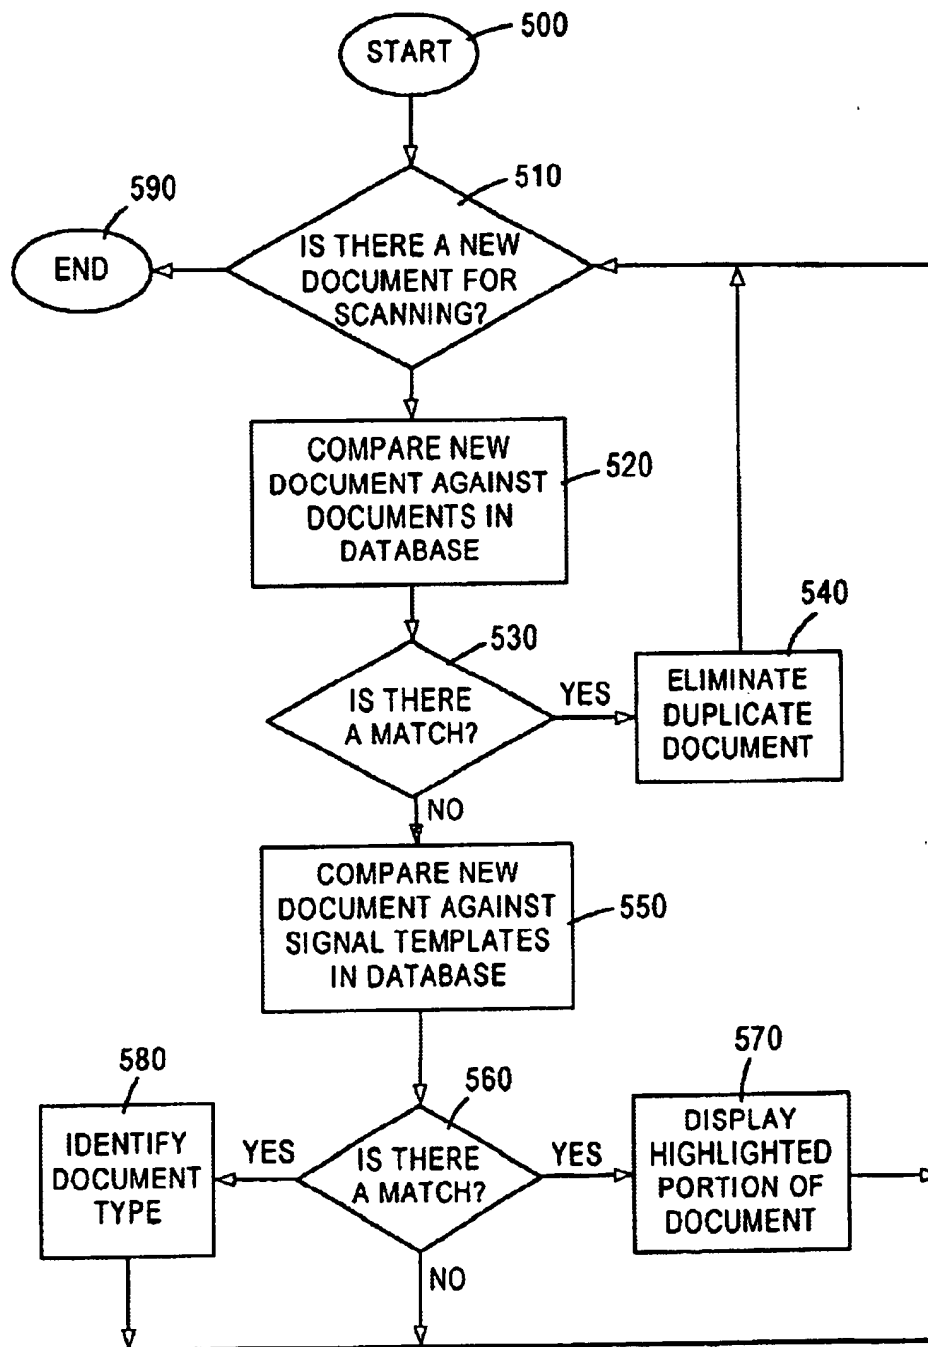 START
500
510
590
IS THERE A NEW
DOCUMENT FOR
SCANNING?
END
COMPARE NEW
DOCUMENT AGAINST
DOCUMENTS IN
DATABASE
520
530
540
IS THERE
A MATCH?
YES
ELIMINATE
DUPLICATE
DOCUMENT
NO
COMPARE NEW
DOCUMENT AGAINST
SIGNAL TEMPLATES
IN DATABASE
550
580
560
570
IDENTIFY
DOCUMENT
TYPE
YES
IS THERE
A MATCH?
YES
DISPLAY
HIGHLIGHTED
PORTION OF
DOCUMENT
NO